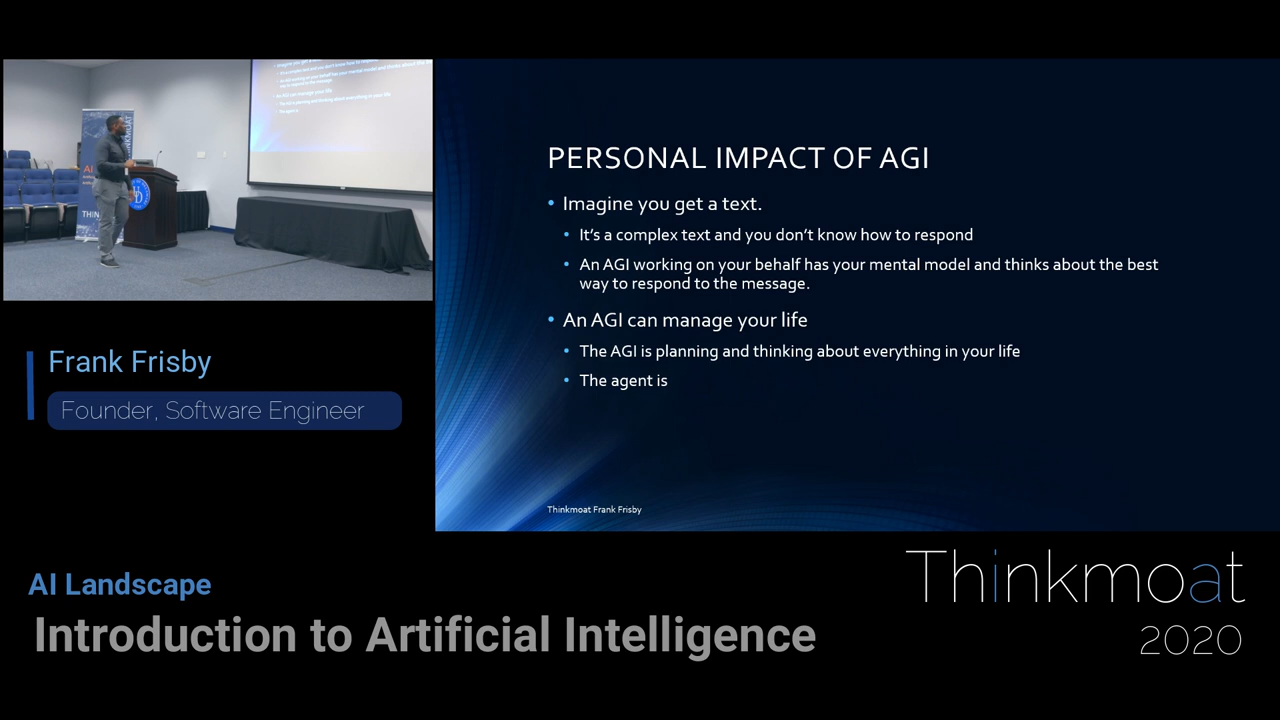 PERSONAL IMPACT OF AGI
• Imagine you get a text.
• It's a complex text and you don't know how to respond
• An AGI working on your behalf has your mental model and thinks about the best
way to respond to the message.
• An AGI can manage your life
• The AGI is planning and thinking about everything in your life
• The agent is
Thinkmoat Frank Frisby
Frank Frisby
Founder, Software Engineer
AI Landscape
Introduction to Artificial Intelligence
Thinkmoat
2020